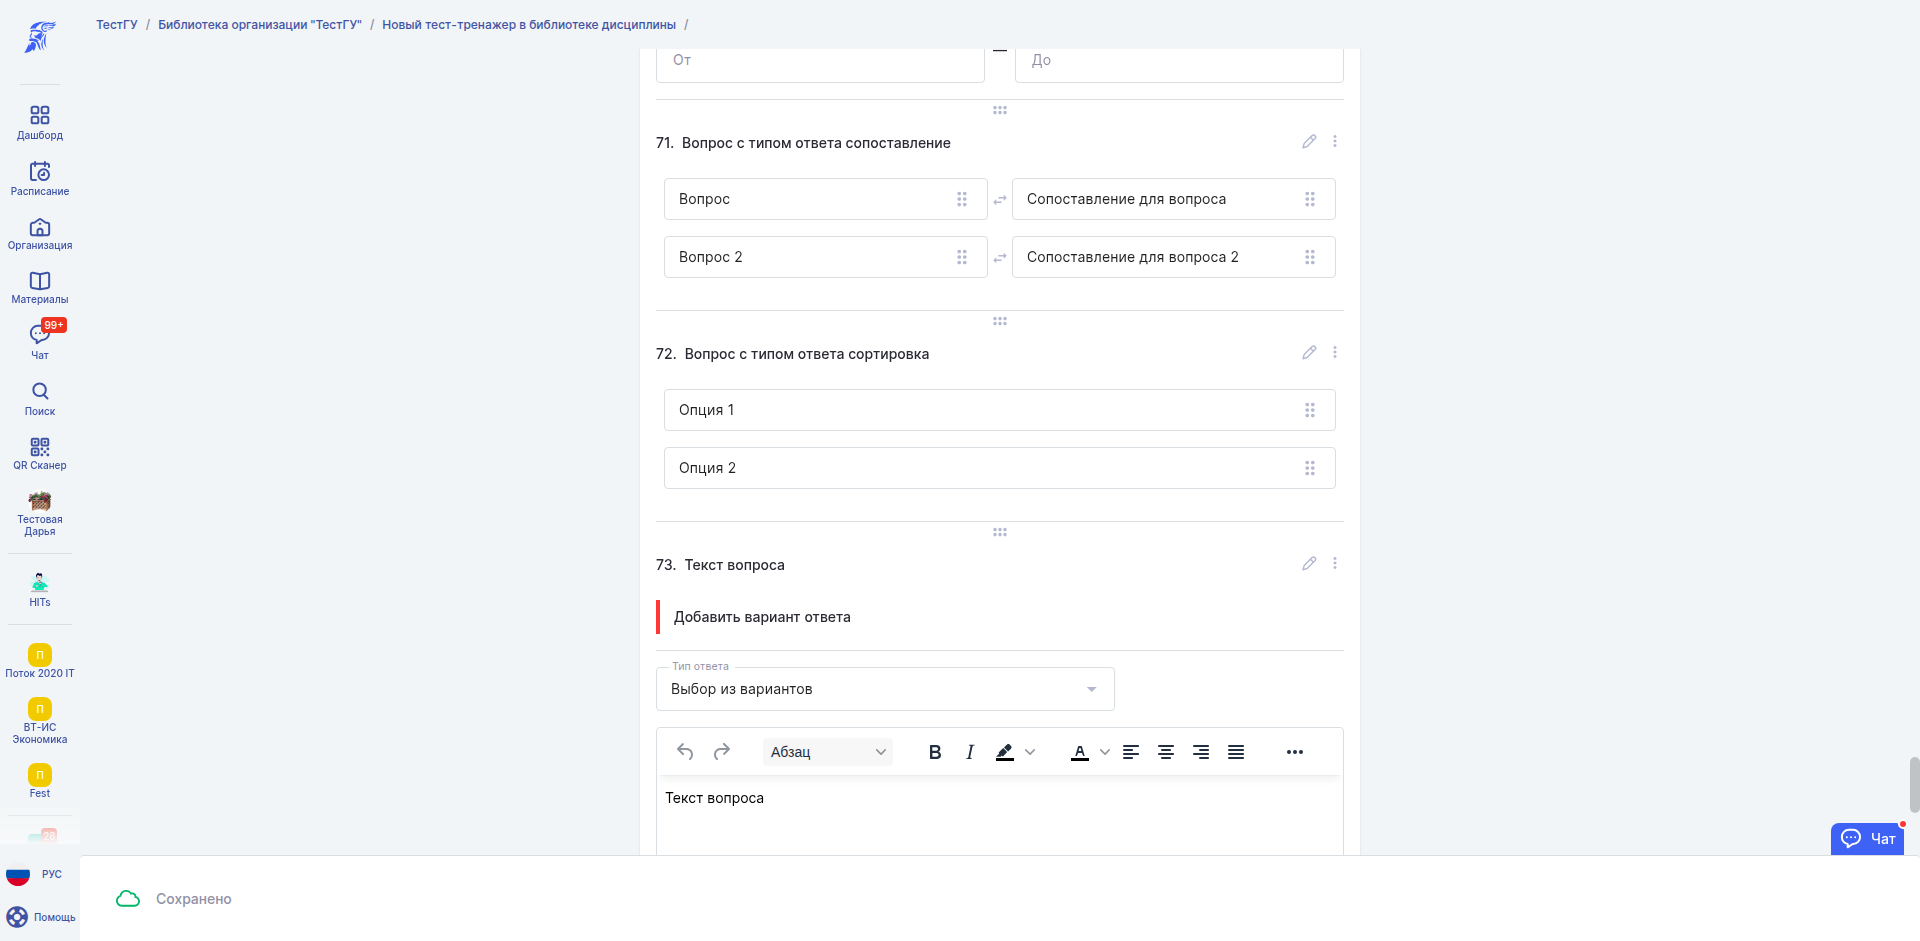 ТестГУ / Библиотека организации "ТестГУ" / Новый тест-тренажер в библиотеке дисциплины /
Дашборд
Расписание
Организация
Материалы
99+
Чат
Поиск
QR Сканер
Тестовая
Дарья
HITs
П
Поток 2020 IT
П
ВТ-ИС
Экономика
П
Fest
28
РУС
Помощь
От — До
71. Вопрос с типом ответа сопоставление
Вопрос Сопоставление для вопроса
Вопрос 2 Сопоставление для вопроса 2
72. Вопрос с типом ответа сортировка
Опция 1
Опция 2
73. Текст вопроса
Добавить вариант ответа
Тип ответа
Выбор из вариантов
Абзац B I A
Текст вопроса
Чат
Сохранено